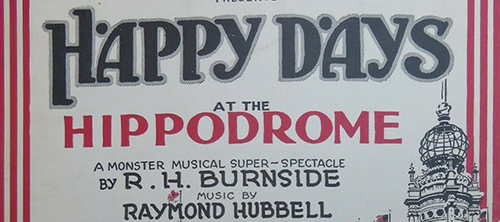 HAPPY DAYS
AT THE
HIPPODROME
A MONSTER MUSICAL SUPER-SPECTACLE
BY R. H. BURNSIDE
MUSIC BY
RAYMOND HUBBELL